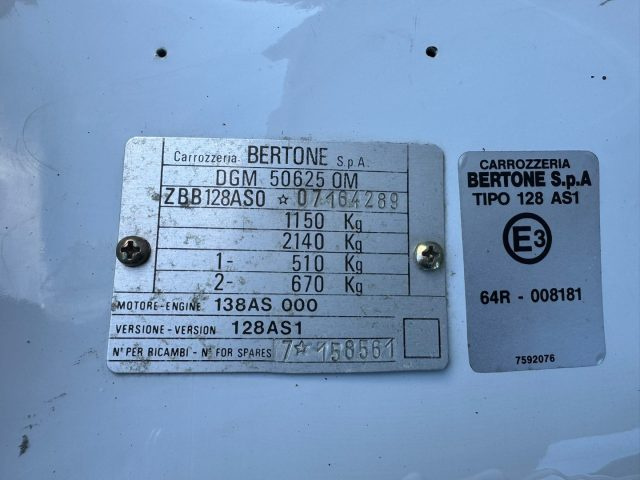 Carrozzeria BERTONE S.p.A.
DGM 50625 OM
ZBB128AS0 ☆ 07164289
1150 Kg
2140 Kg
1- 510 Kg
2- 670 Kg
MOTORE-ENGINE 138AS 000
VERSIONE-VERSION 128AS1
N° PER RICAMBI - N° FOR SPARES 7☆158561
CARROZZERIA
BERTONE S.p.A
TIPO 128 AS1
E3
64R - 008181
7592076